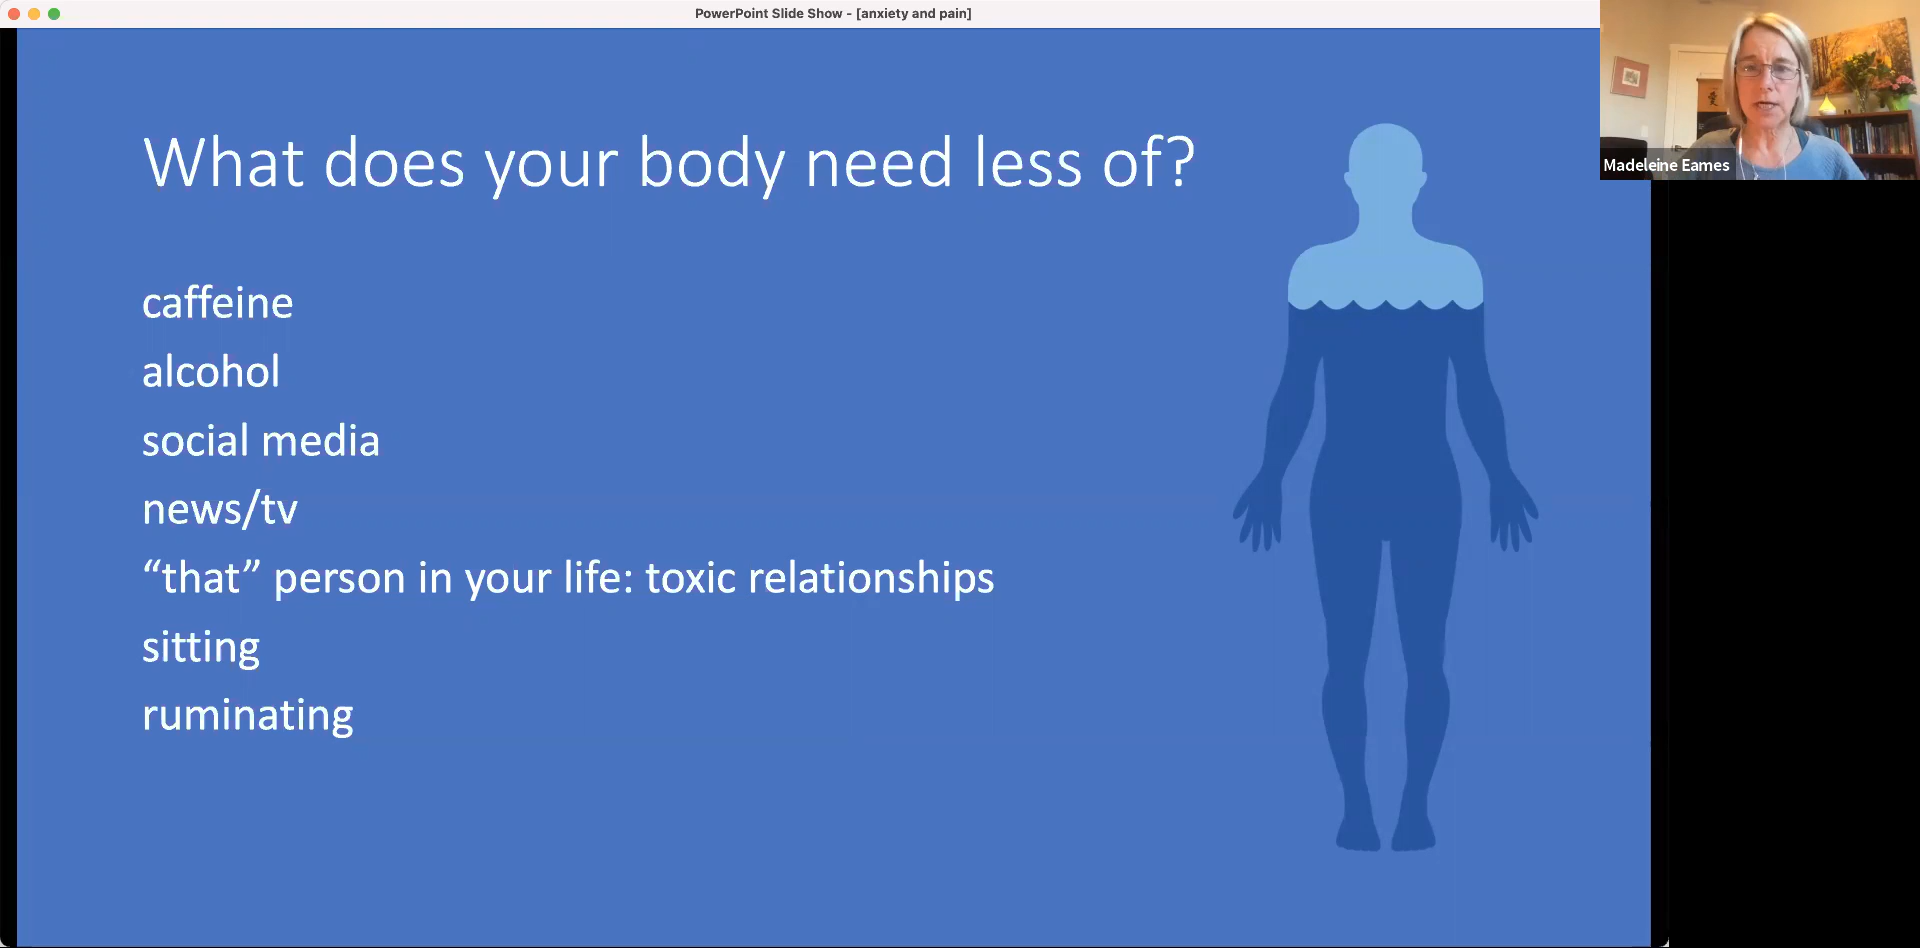 PowerPoint Slide Show - [anxiety and pain]
What does your body need less of?
caffeine
alcohol
social media
news/tv
“that” person in your life: toxic relationships
sitting
ruminating
Madeleine Eames